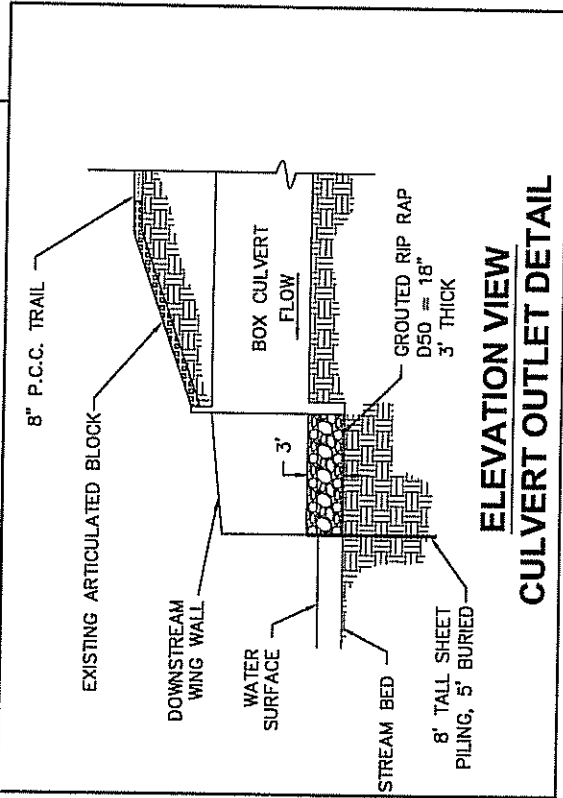 8" P.C.C. TRAIL
EXISTING ARTICULATED BLOCK
DOWNSTREAM
WING WALL
BOX CULVERT
FLOW
3'
WATER
SURFACE
GROUTED RIP RAP
D50 = 18"
3' THICK
STREAM BED
8' TALL SHEET
PILING, 5' BURIED
ELEVATION VIEW
CULVERT OUTLET DETAIL